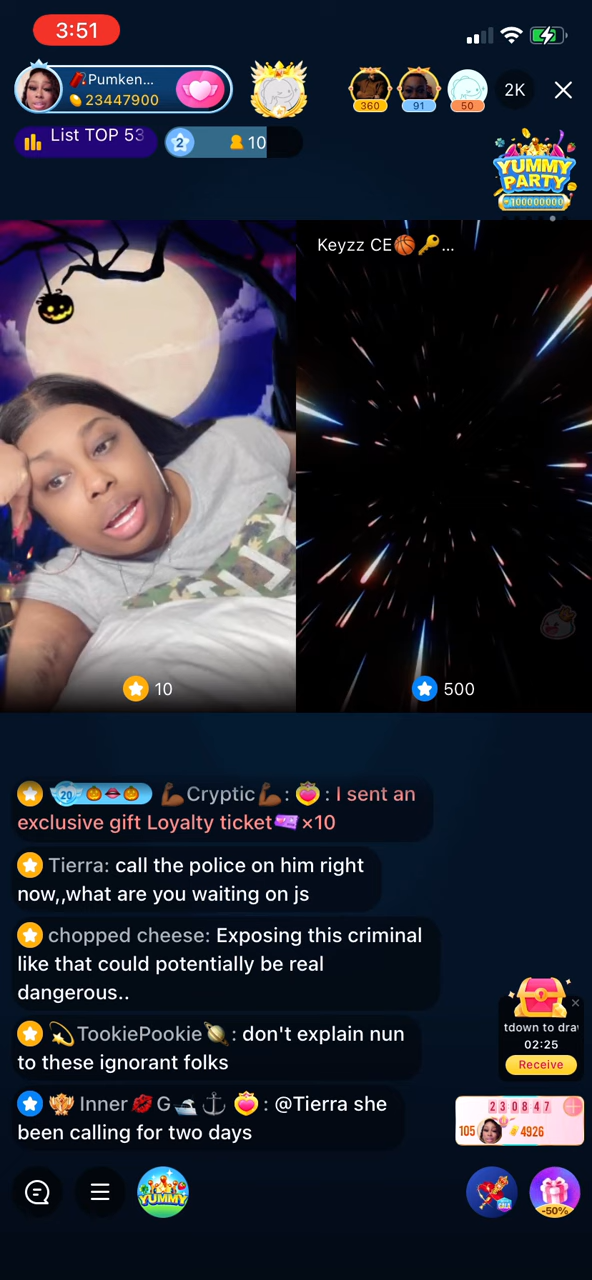 3:51
Pumken...
23447900
360
91
50
2K
List TOP 53
2
10
YUMMY
PARTY
100000000
Keyzz CE🏀🔑...
10
500
20 🎃👄🎃 💪Cryptic💪: : I sent an
exclusive gift Loyalty ticket ×10
Tierra: call the police on him right
now,,what are you waiting on js
chopped cheese: Exposing this criminal
like that could potentially be real
dangerous..
💫TookiePookie🪐: don't explain nun
to these ignorant folks
Inner💋G🛥⚓ : @Tierra she
been calling for two days
tdown to dra
02:25
Receive
230847
105
4926
YUMMY
-50%